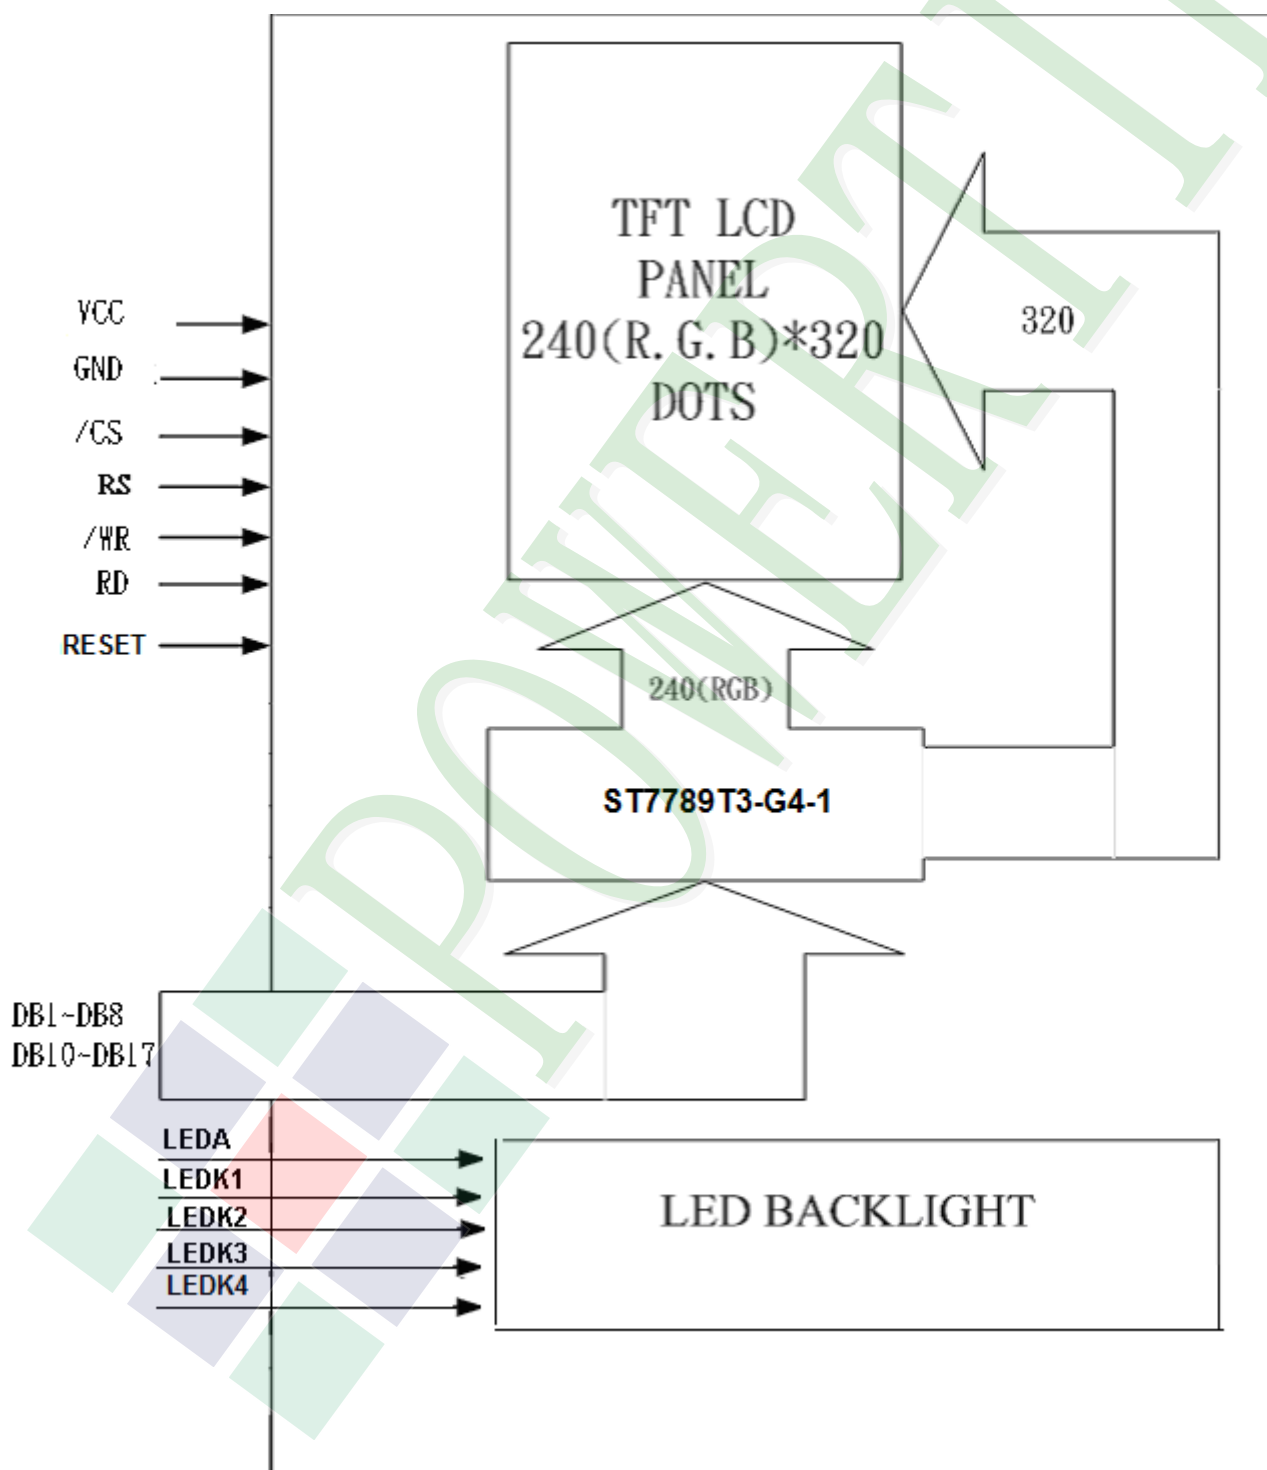 TFT LCD
PANEL
240(R.G.B)*320
DOTS
320
VCC
GND
/CS
RS
/WR
RD
RESET
240(RGB)
ST7789T3-G4-1
DB1~DB8
DB10~DB17
LEDA
LEDK1
LEDK2
LEDK3
LEDK4
LED BACKLIGHT